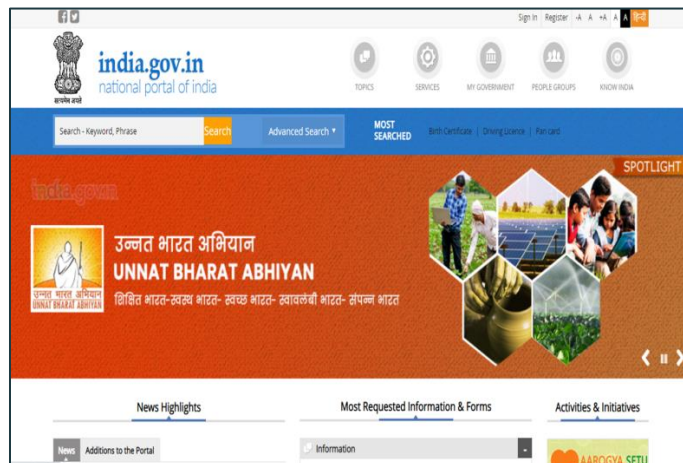 Sign In | Register -A A +A A A हिन्दी
सत्यमेव जयते
india.gov.in
national portal of india
TOPICS SERVICES MY GOVERNMENT PEOPLE GROUPS KNOW INDIA
Search - Keyword, Phrase Search Advanced Search
MOST SEARCHED
Birth Certificate | Driving Licence | Pan card
SPOTLIGHT
india.gov.in
उन्नत भारत अभियान
UNNAT BHARAT ABHIYAN
उन्नत भारत अभियान
UNNAT BHARAT ABHIYAN
शिक्षित भारत-स्वस्थ भारत- स्वच्छ भारत- स्वावलंबी भारत- संपन्न भारत
News Highlights
Most Requested Information & Forms
Activities & Initiatives
News Additions to the Portal
Information
AAROGYA SETU